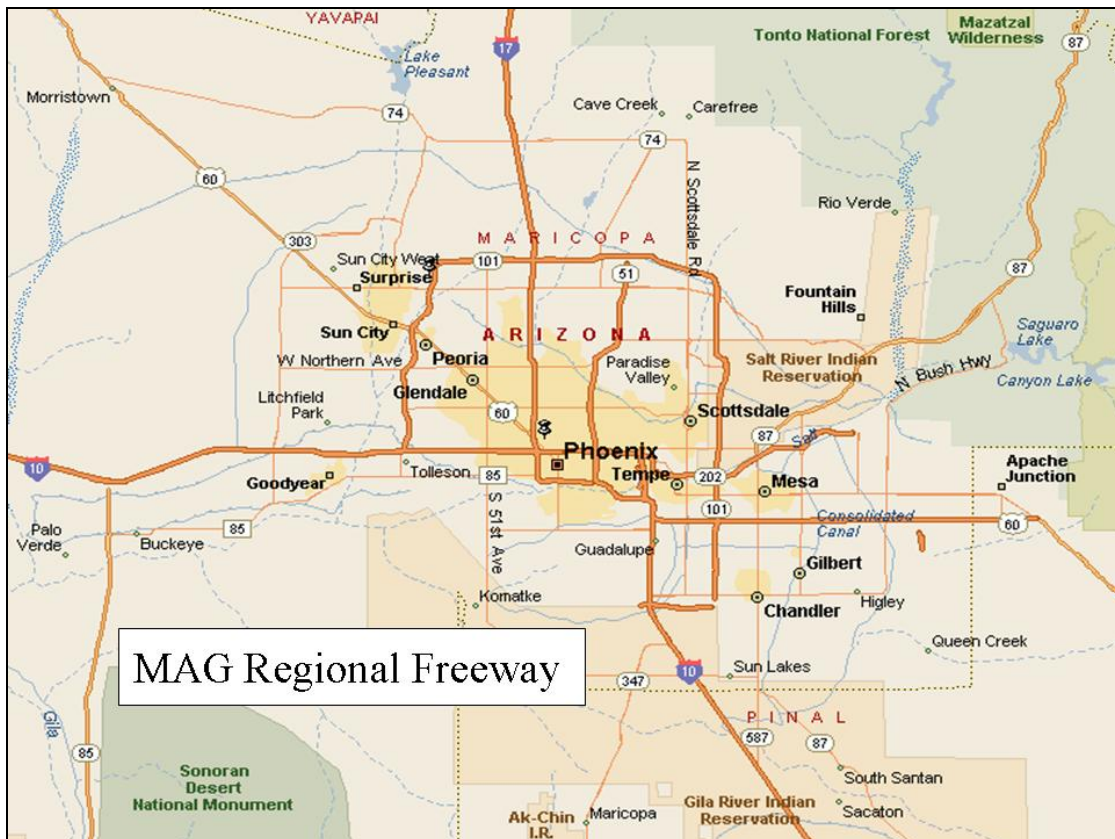 YAVAPAI
Mazatzal
Wilderness
Tonto National Forest
17
87
Lake
Pleasant
Morristown
74
Cave Creek
Carefree
74
60
N Scottsdale Rd
Rio Verde
303
Sun City West
MARICOPA
101
51
87
Surprise
Fountain
Hills
Sun City
ARIZONA
Saguaro
Lake
W Northern Ave
Peoria
Paradise
Valley
Salt River Indian
Reservation
N Bush Hwy
Canyon Lake
Glendale
Litchfield
Park
60
Scottsdale
87
Salt
Phoenix
10
Tolleson
85
Tempe
202
Apache
Junction
Goodyear
Mesa
101
Consolidated
Canal
60
85
S 51st Ave
Palo
Verde
Buckeye
Guadalupe
Gilbert
Komatke
Chandler
Higley
MAG Regional Freeway
Queen Creek
10
Sun Lakes
347
PINAL
Gila
85
587
87
Sonoran
Desert
National Monument
South Santan
Ak-Chin
I.R.
Maricopa
Gila River Indian
Reservation
Sacaton